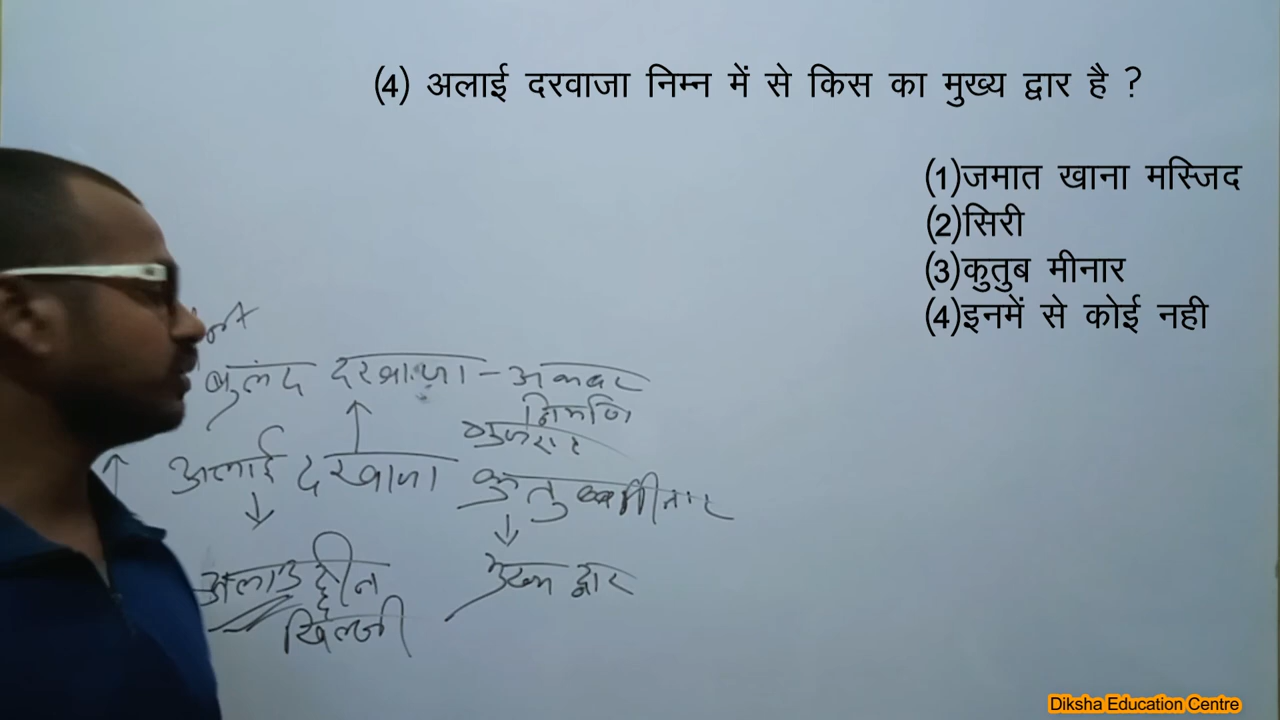 (4) अलाई दरवाजा निम्न में से किस का मुख्य द्वार है ?
(1)जमात खाना मस्जिद
(2)सिरी
(3)कुतुब मीनार
(4)इनमें से कोई नही
बुलंद दरवाजा - अकबर
निर्माण
गुजरात
अलाई दरवाजा कुतुबमीनार
अलाउद्दीन मुख्य द्वार
खिलजी
Diksha Education Centre